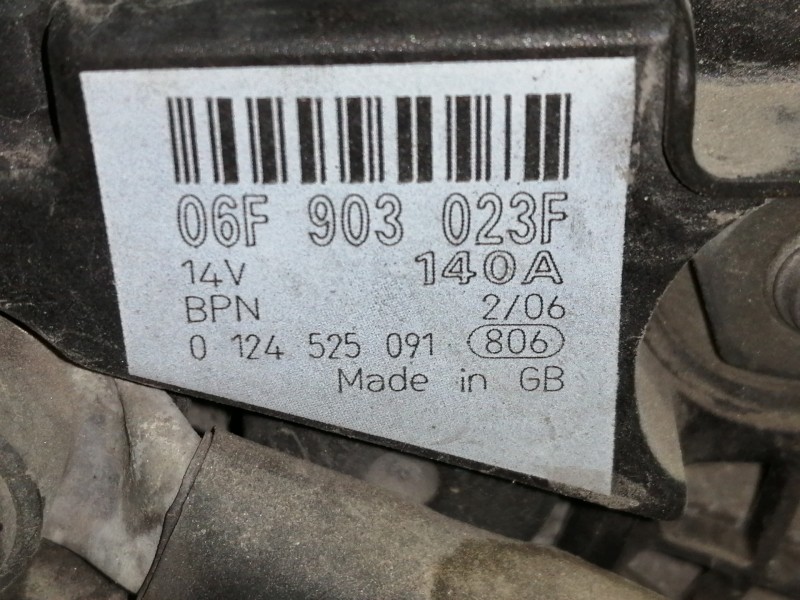 06F 903 023F
14V 140A
BPN 2/06
0 124 525 091 806
Made in GB